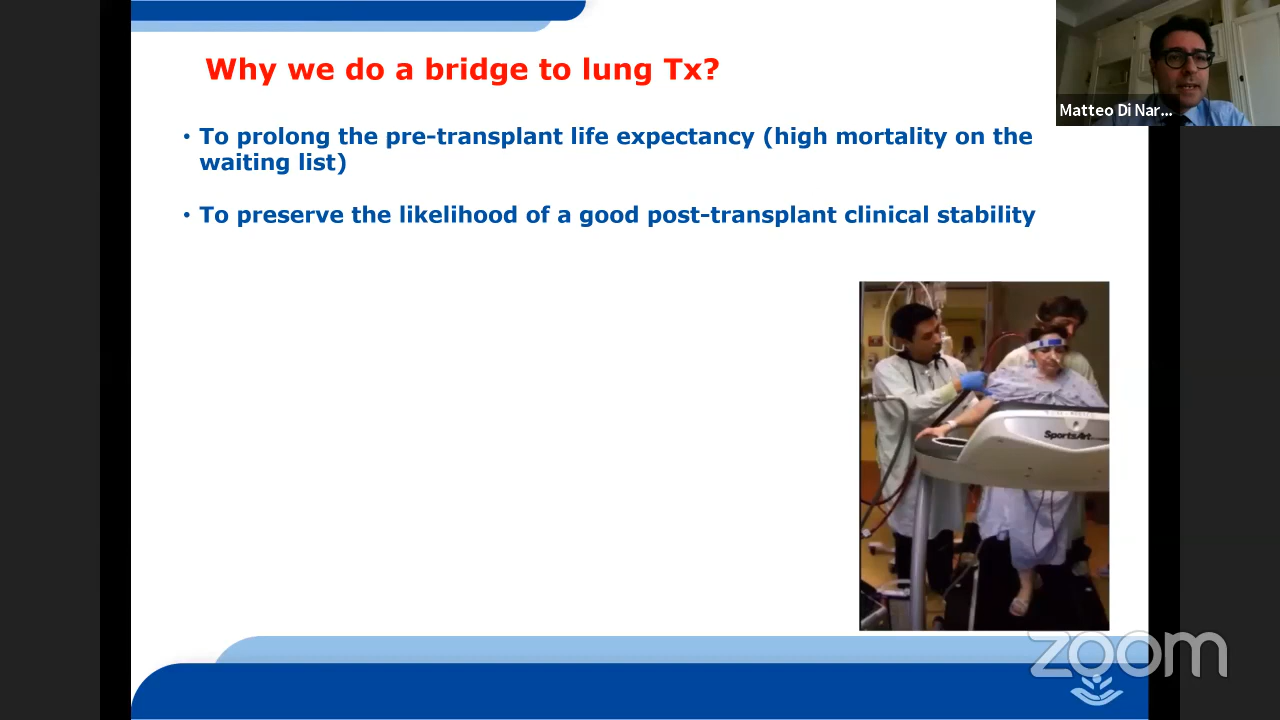 Why we do a bridge to lung Tx?
Matteo Di Nar...
• To prolong the pre-transplant life expectancy (high mortality on the
waiting list)
• To preserve the likelihood of a good post-transplant clinical stability
SportsArt
zoom